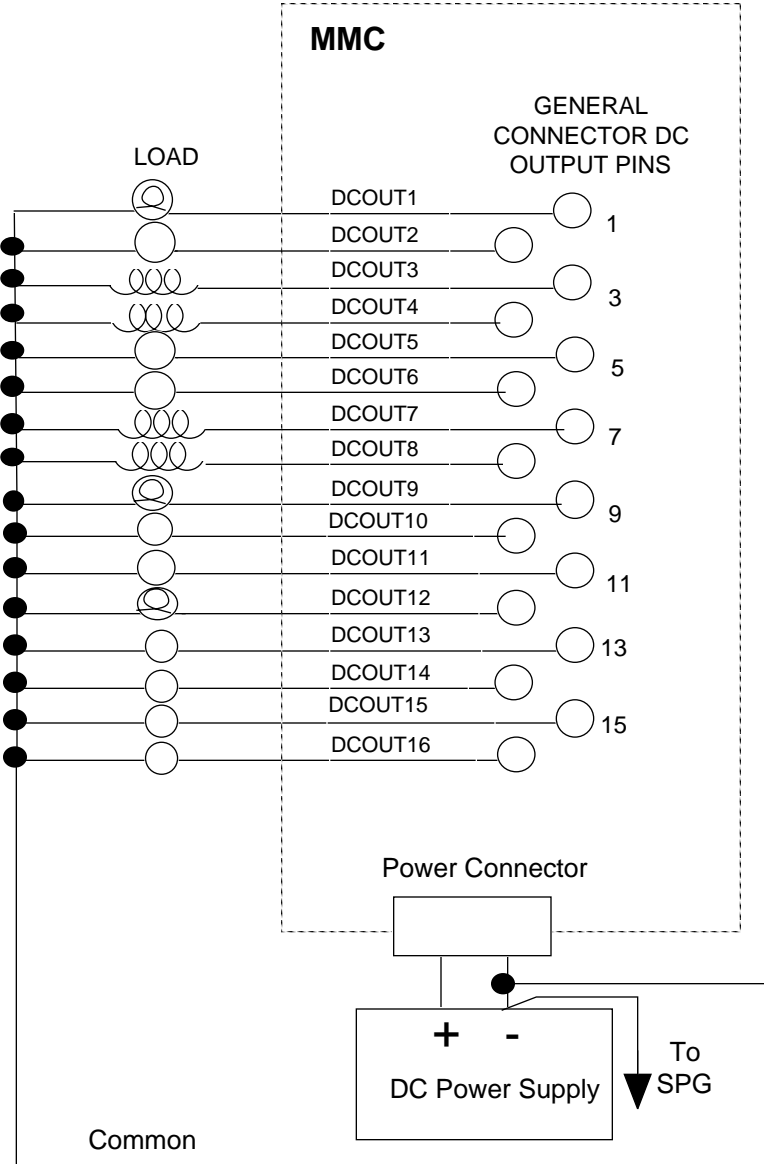 MMC
GENERAL
CONNECTOR DC
OUTPUT PINS
LOAD
DCOUT1
1
DCOUT2
DCOUT3
3
DCOUT4
DCOUT5
5
DCOUT6
DCOUT7
7
DCOUT8
DCOUT9
9
DCOUT10
DCOUT11
11
DCOUT12
DCOUT13
13
DCOUT14
DCOUT15
15
DCOUT16
Power Connector
+ -
DC Power Supply
To
SPG
Common